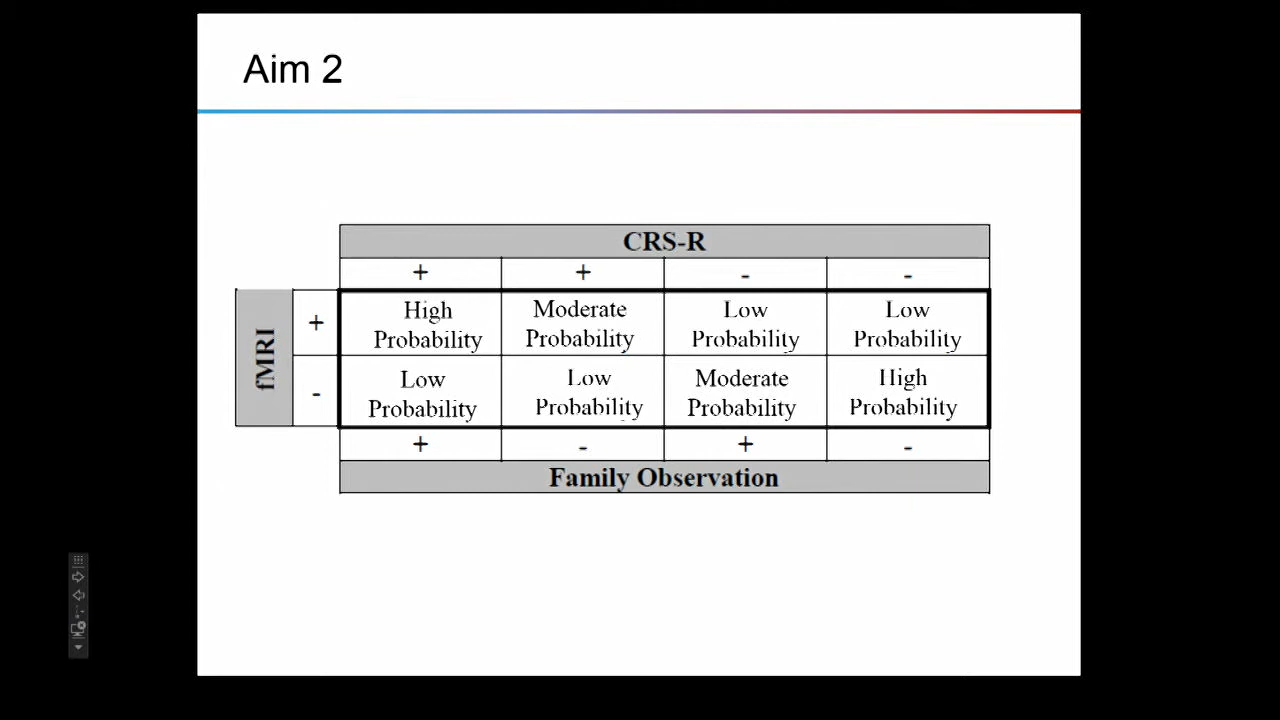 Aim 2
CRS-R
+ + - -
fMRI
+ High Probability Moderate Probability Low Probability Low Probability
- Low Probability Low Probability Moderate Probability High Probability
+ - + -
Family Observation